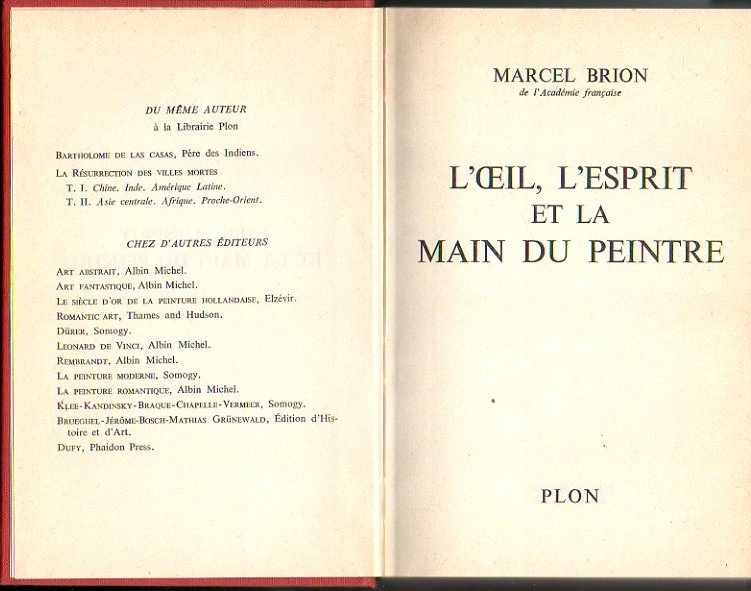 DU MÊME AUTEUR
à la Librairie Plon
BARTHOLOME DE LAS CASAS, Père des Indiens.
LA RÉSURRECTION DES VILLES MORTES
T. I. Chine. Inde. Amérique Latine.
T. II. Asie centrale. Afrique. Proche-Orient.
CHEZ D'AUTRES ÉDITEURS
ART ABSTRAIT, Albin Michel.
ART FANTASTIQUE, Albin Michel.
LE SIÈCLE D'OR DE LA PEINTURE HOLLANDAISE, Elzévir.
ROMANTIC ART, Thames and Hudson.
DÜRER, Somogy.
LEONARD DE VINCI, Albin Michel.
REMBRANDT, Albin Michel.
LA PEINTURE MODERNE, Somogy.
LA PEINTURE ROMANTIQUE, Albin Michel.
KLEE-KANDINSKY-BRAQUE-CHAPELLE-VERMEER, Somogy.
BRUEGHEL-JÉRÔME-BOSCH-MATHIAS GRÜNEWALD, Édition d'His-
toire et d'Art.
DUFY, Phaidon Press.
MARCEL BRION
de l'Académie française
L'ŒIL, L'ESPRIT
ET LA
MAIN DU PEINTRE
PLON